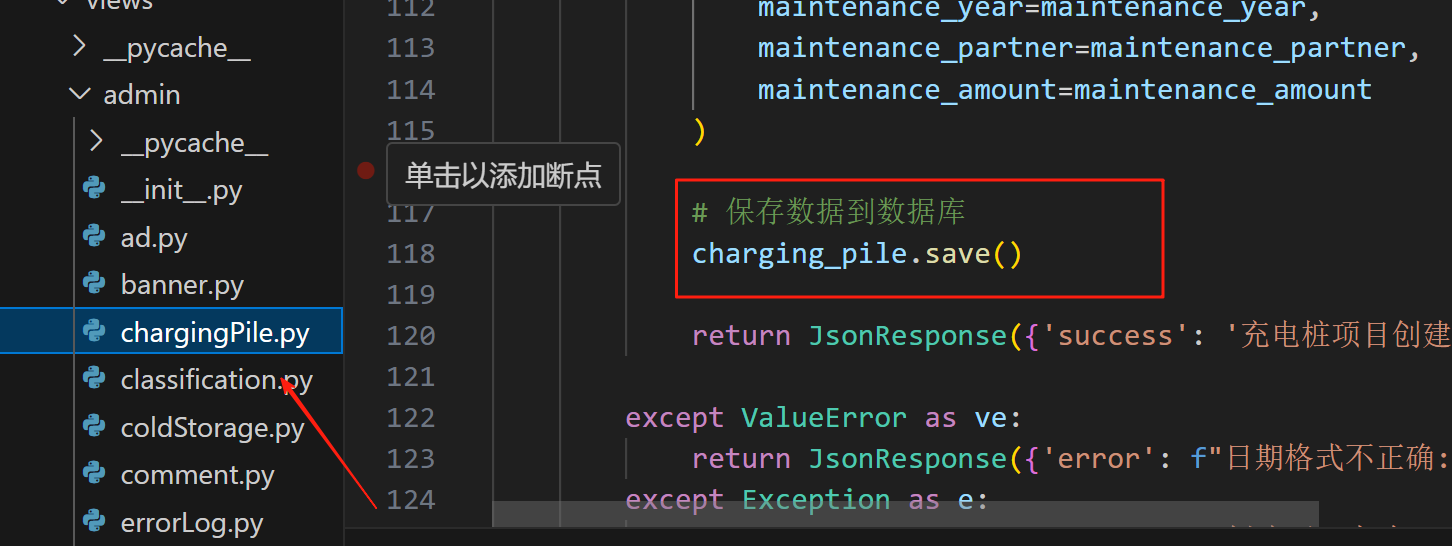 views
__pycache__
admin
__pycache__
__init__.py
ad.py
banner.py
chargingPile.py
classification.py
coldStorage.py
comment.py
errorLog.py
112 maintenance_year=maintenance_year,
113 maintenance_partner=maintenance_partner,
114 maintenance_amount=maintenance_amount
115 )
单击以添加断点
117 # 保存数据到数据库
118 charging_pile.save()
119
120 return JsonResponse({'success': '充电桩项目创建
121
122 except ValueError as ve:
123 return JsonResponse({'error': f"日期格式不正确:
124 except Exception as e: